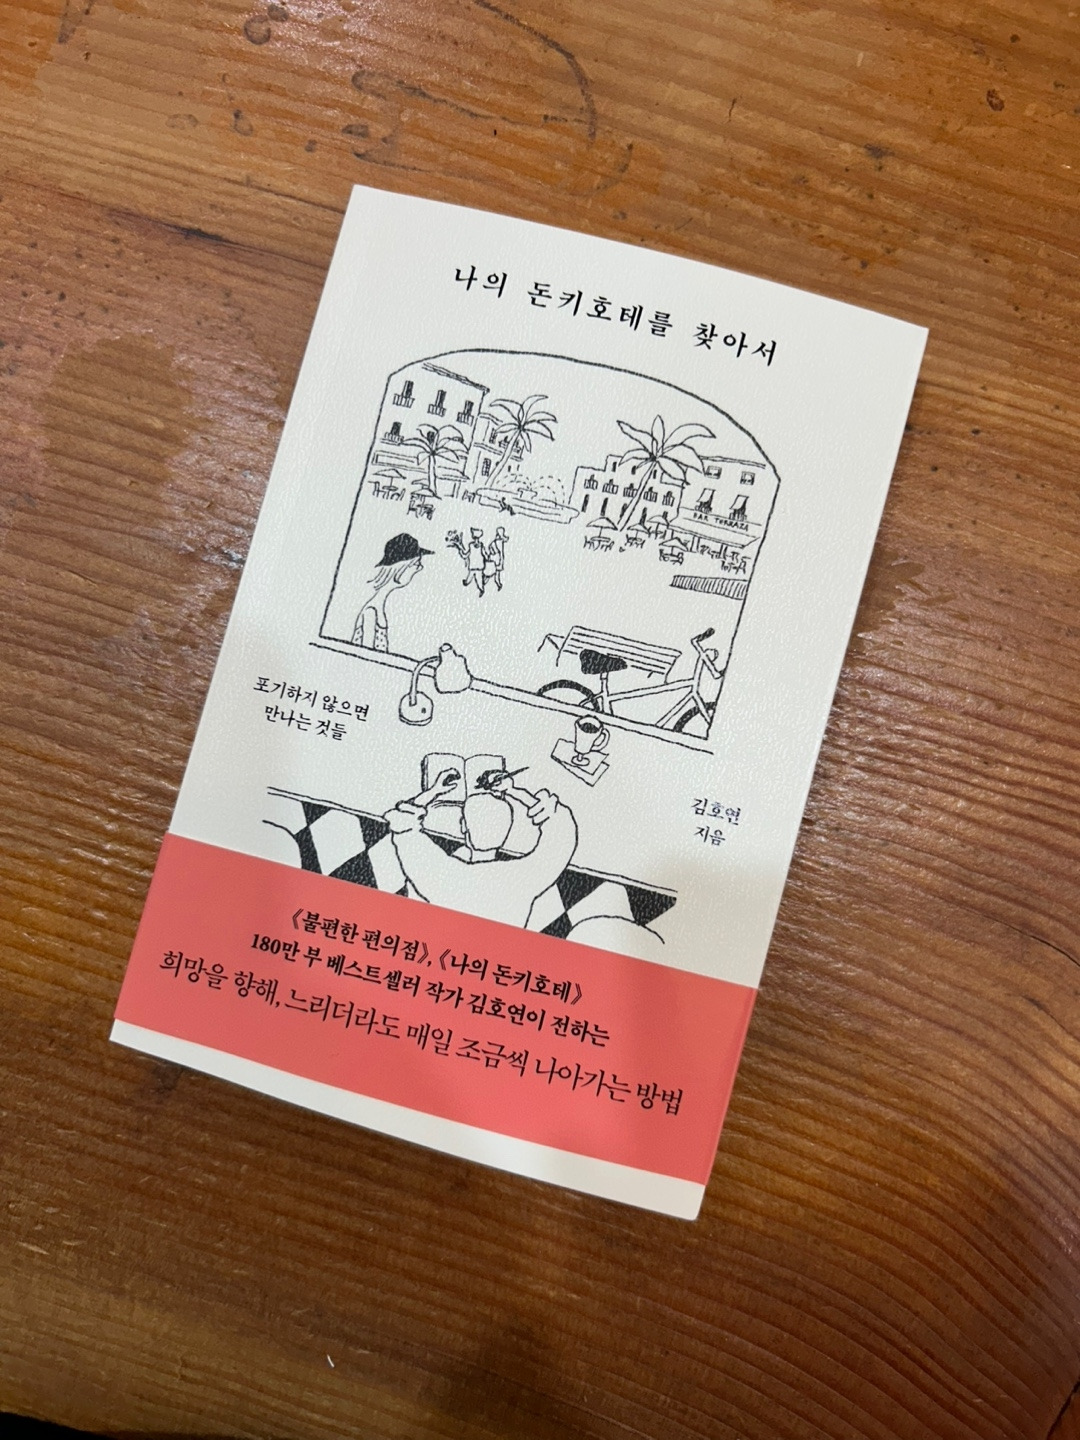 나의 돈키호테를 찾아서
BAR TERRAZA
포기하지 않으면
만나는 것들
김호연
지음
《불편한 편의점》, 《나의 돈키호테》
180만 부 베스트셀러 작가 김호연이 전하는
희망을 향해, 느리더라도 매일 조금씩 나아가는 방법